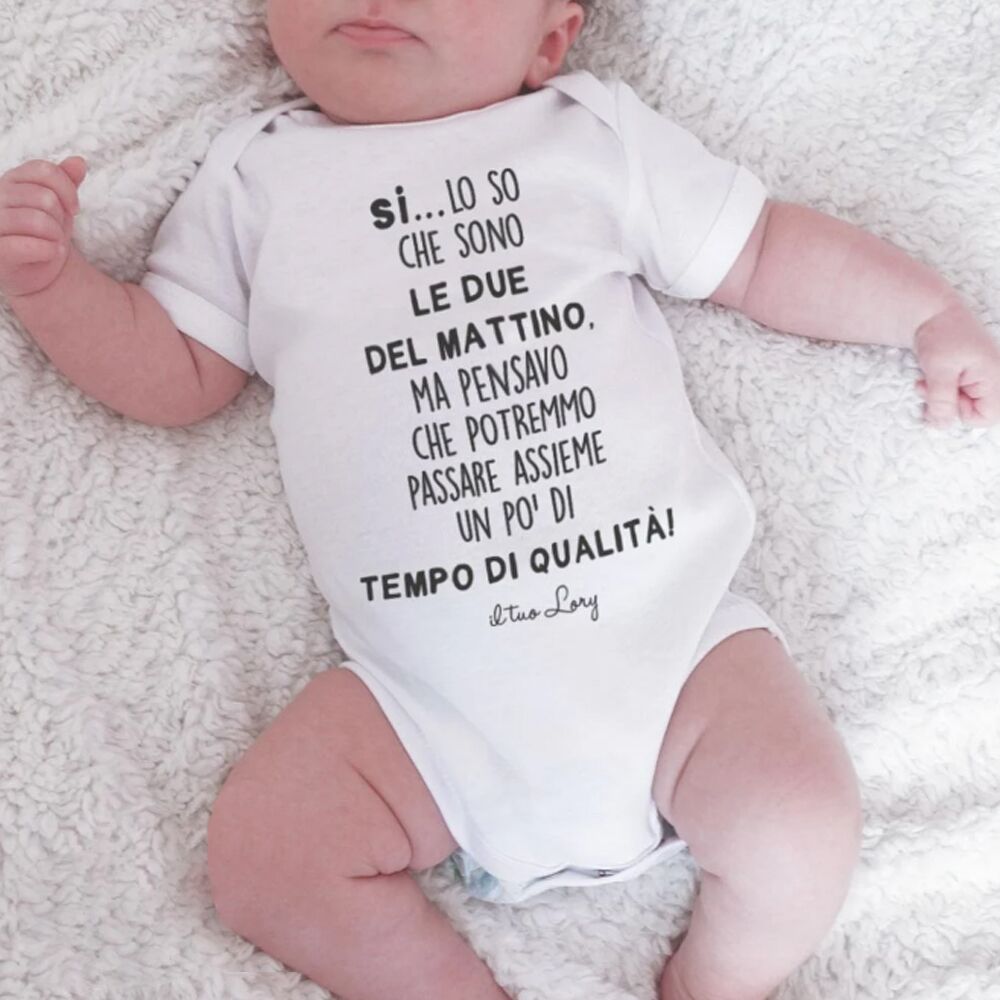 Sİ...LO SO
CHE SONO
LE DUE
DEL MATTINO,
MA PENSAVO
CHE POTREMMO
PASSARE ASSIEME
UN PO' DI
TEMPO DI QUALITÀ!
il tuo Lory